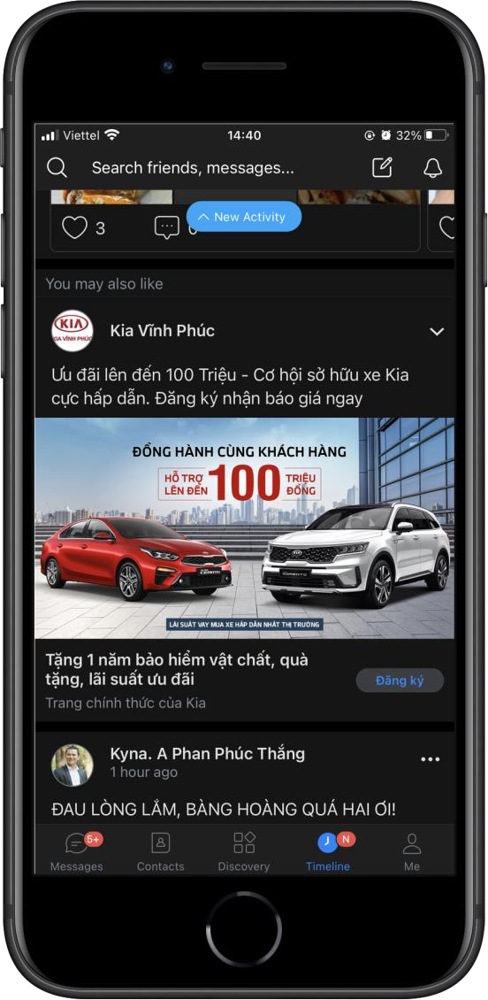 Viettel 14:40 32%
Search friends, messages...
3
New Activity
You may also like
KIA
KIA VĨNH PHÚC
Kia Vĩnh Phúc
Ưu đãi lên đến 100 Triệu - Cơ hội sở hữu xe Kia
cực hấp dẫn. Đăng ký nhận báo giá ngay
ĐỒNG HÀNH CÙNG KHÁCH HÀNG
HỖ TRỢ
LÊN ĐẾN
100
TRIỆU
ĐỒNG
CERATO
SORENTO
LÃI SUẤT VAY MUA XE HẤP DẪN NHẤT THỊ TRƯỜNG
Tặng 1 năm bảo hiểm vật chất, quà
tặng, lãi suất ưu đãi
Đăng ký
Trang chính thức của Kia
Kyna. A Phan Phúc Thắng
1 hour ago
ĐAU LÒNG LẮM, BÀNG HOÀNG QUÁ HAI ƠI!
5+ J N
Messages Contacts Discovery Timeline Me